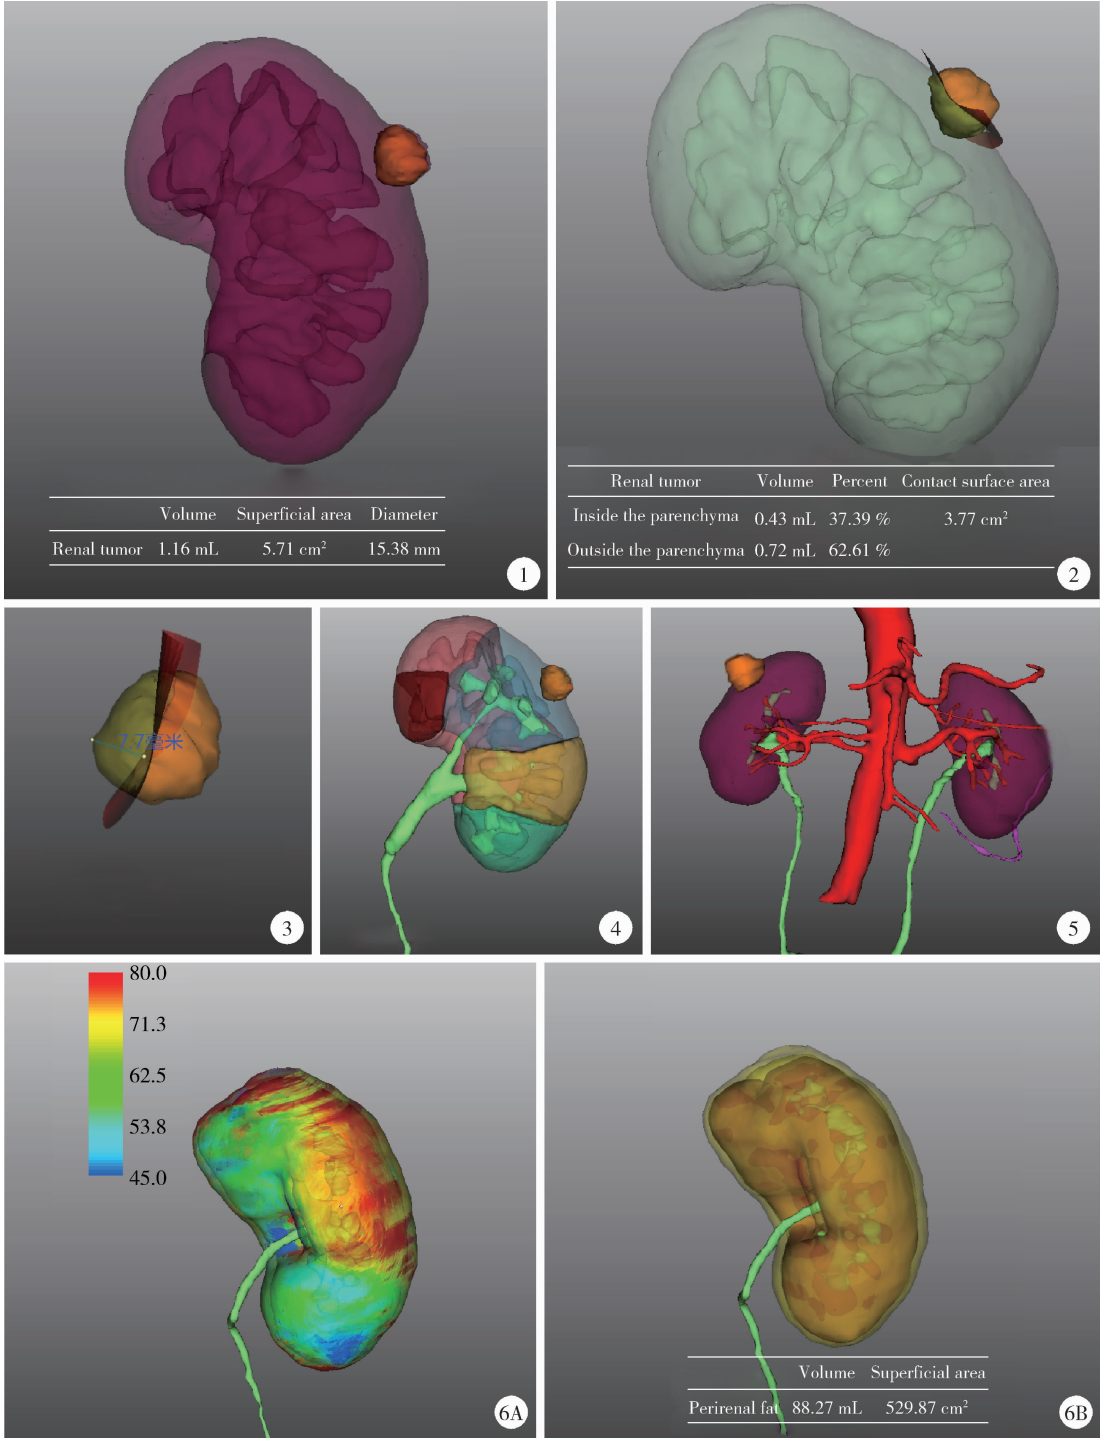 Volume Superficial area Diameter
Renal tumor 1.16 mL 5.71 cm² 15.38 mm
1
Renal tumor Volume Percent Contact surface area
Inside the parenchyma 0.43 mL 37.39 % 3.77 cm²
Outside the parenchyma 0.72 mL 62.61 %
2
7.7毫米
3
4
5
80.0
71.3
62.5
53.8
45.0
6A
Volume Superficial area
Perirenal fat 88.27 mL 529.87 cm²
6B